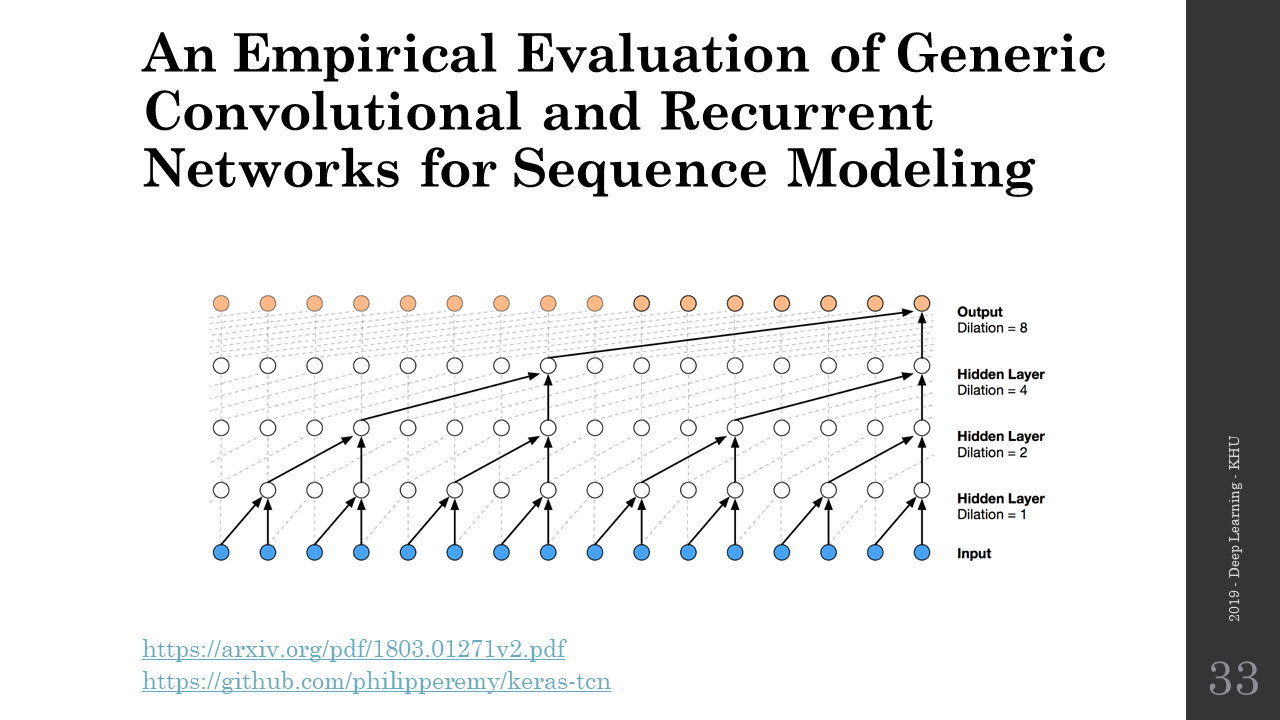 An Empirical Evaluation of Generic
Convolutional and Recurrent
Networks for Sequence Modeling
Output
Dilation = 8
Hidden Layer
Dilation = 4
Hidden Layer
Dilation = 2
Hidden Layer
Dilation = 1
Input
https://arxiv.org/pdf/1803.01271v2.pdf
https://github.com/philipperemy/keras-tcn
2019 - Deep Learning - KHU
33